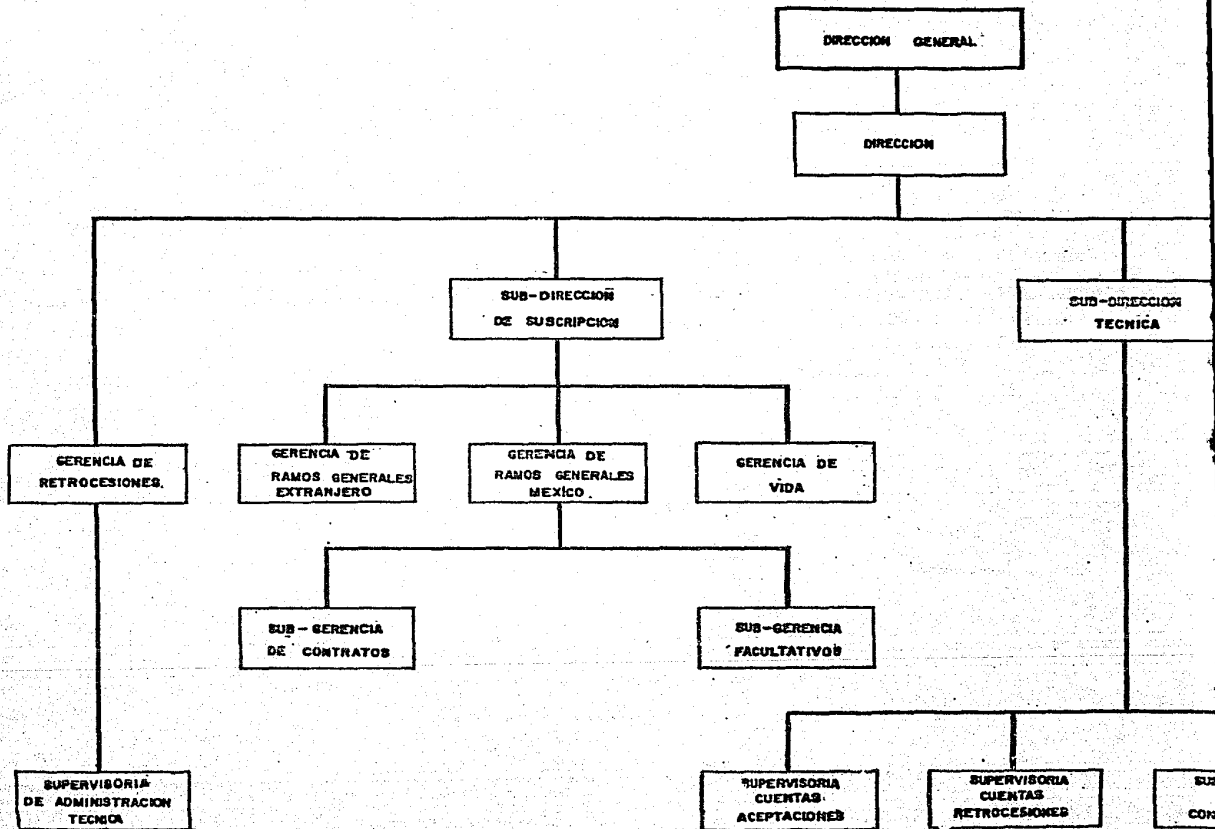 DIRECCION GENERAL
DIRECCION
SUB-DIRECCION
DE SUSCRIPCION
SUB-DIRECCION
TECNICA
GERENCIA DE
RETROCESIONES.
GERENCIA DE
RAMOS GENERALES
EXTRANJERO
GERENCIA DE
RAMOS GENERALES
MEXICO.
GERENCIA DE
VIDA
SUB-GERENCIA
DE CONTRATOS
SUB-GERENCIA
FACULTATIVOS
SUPERVISORIA
DE ADMINISTRACION
TECNICA
SUPERVISORIA
CUENTAS
ACEPTACIONES
SUPERVISORIA
CUENTAS
RETROCESIONES